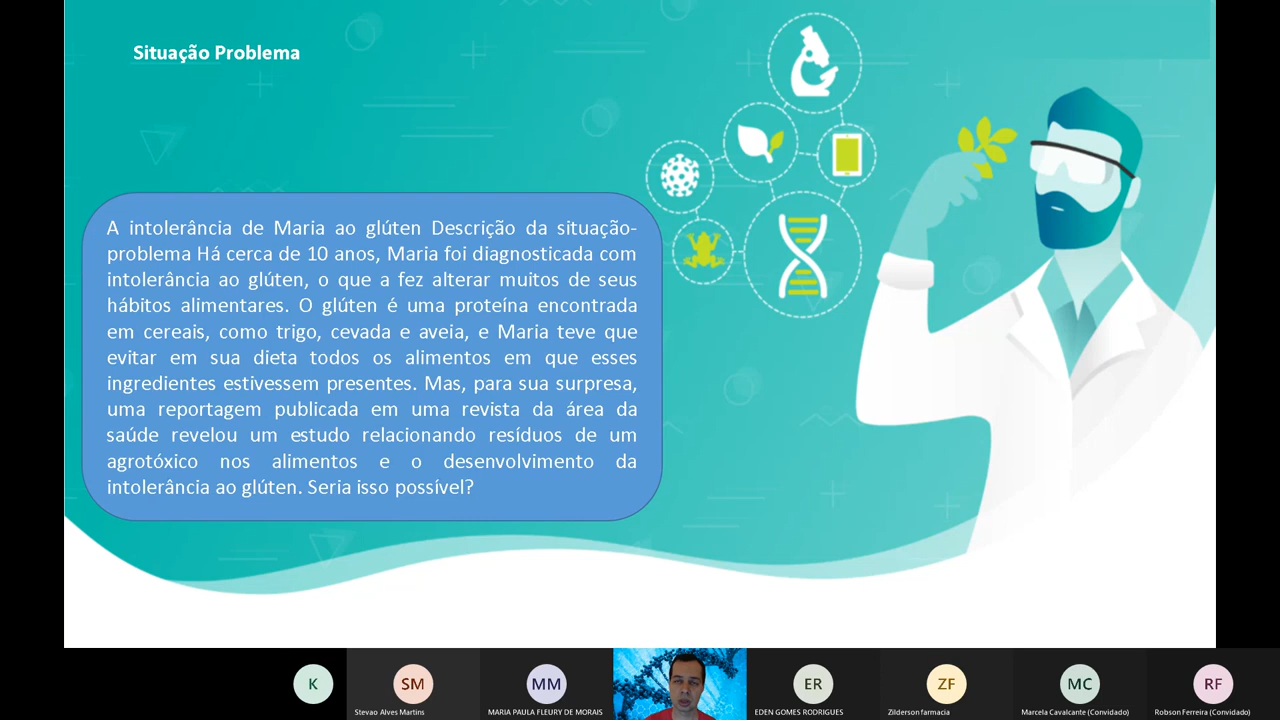 Situação Problema
A intolerância de Maria ao glúten Descrição da situação-
problema Há cerca de 10 anos, Maria foi diagnosticada com
intolerância ao glúten, o que a fez alterar muitos de seus
hábitos alimentares. O glúten é uma proteína encontrada
em cereais, como trigo, cevada e aveia, e Maria teve que
evitar em sua dieta todos os alimentos em que esses
ingredientes estivessem presentes. Mas, para sua surpresa,
uma reportagem publicada em uma revista da área da
saúde revelou um estudo relacionando resíduos de um
agrotóxico nos alimentos e o desenvolvimento da
intolerância ao glúten. Seria isso possível?
K
SM
MM
ER
ZF
MC
RF
Stevao Alves Martins
MARIA PAULA FLEURY DE MORAIS
EDEN GOMES RODRIGUES
Zilderson farmacia
Marcela Cavalcante (Convidado)
Robson Ferreira (Convidado)